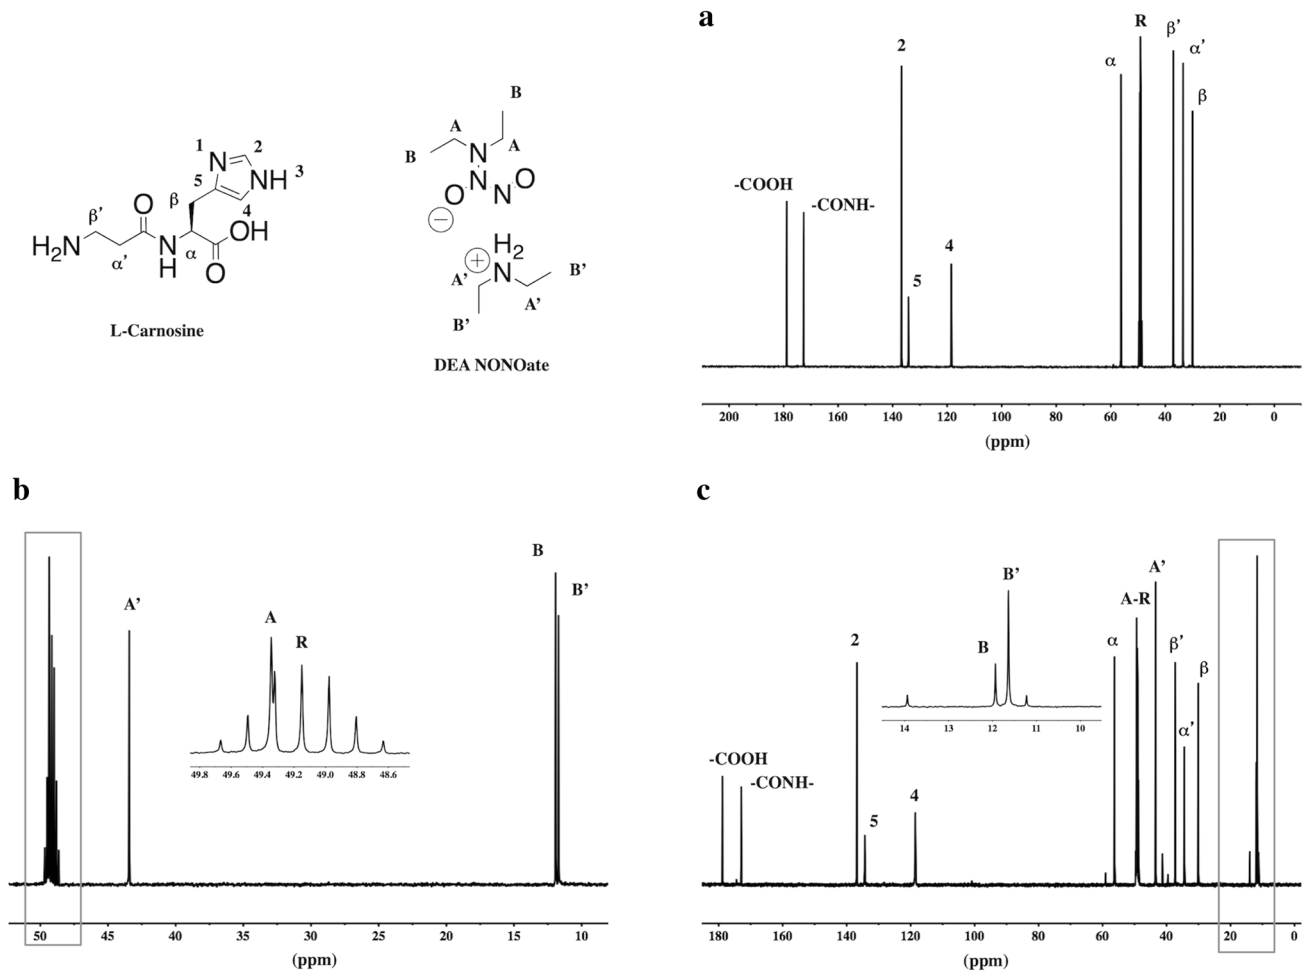 a
2
R
β'
α'
α
β
-COOH
-CONH-
4
5
200 180 160 140 120 100 80 60 40 20 0
(ppm)
1
N
2
NH
3
5
4
β
O
OH
β'
H2N
α'
N
H
α
O
L-Carnosine
B
A
B
A
N
N
O
N
O
−
H2
+
N
A'
B'
A'
B'
DEA NONOate
b
B
B'
A'
A
R
49.8 49.6 49.4 49.2 49.0 48.8 48.6
50 45 40 35 30 25 20 15 10
(ppm)
c
A'
B'
A-R
2
B
α
β'
β
α'
14 13 12 11 10
-COOH
-CONH-
4
5
180 160 140 120 100 80 60 40 20 0
(ppm)